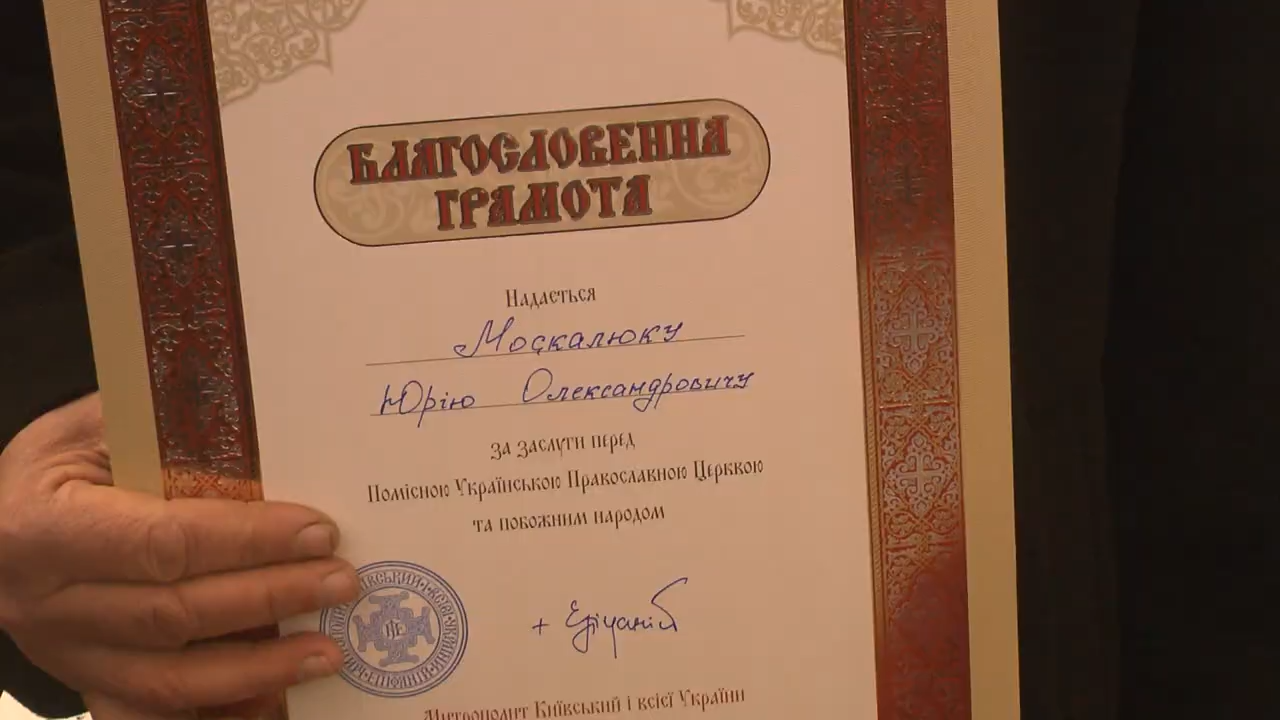 БЛАГОСЛОВЕННА
ГРАМОТА
Надається
Москалюку
Юрію Олександровичу
за заслуги перед
Помісною Українською Православною Церквою
та побожним народом
+ Епіфаній
Митрополит Київський і всієї України